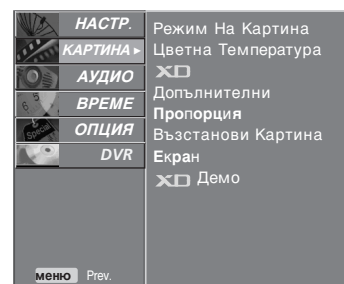 НАСТР.
КАРТИНА ►
АУДИО
ВРЕМЕ
ОПЦИЯ
DVR
Режим На Картина
Цветна Температура
XD
Допълнителни
Пропорция
Възстанови Картина
Екран
XD Демо
меню Prev.